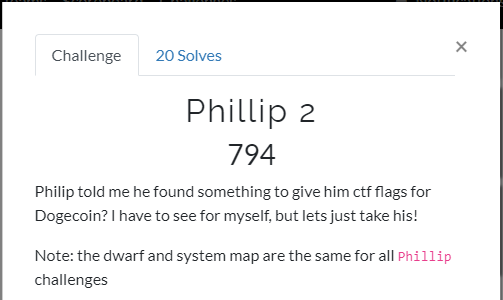 Challenge
20 Solves
×
Phillip 2
794
Philip told me he found something to give him ctf flags for
Dogecoin? I have to see for myself, but lets just take his!
Note: the dwarf and system map are the same for all Phillip
challenges